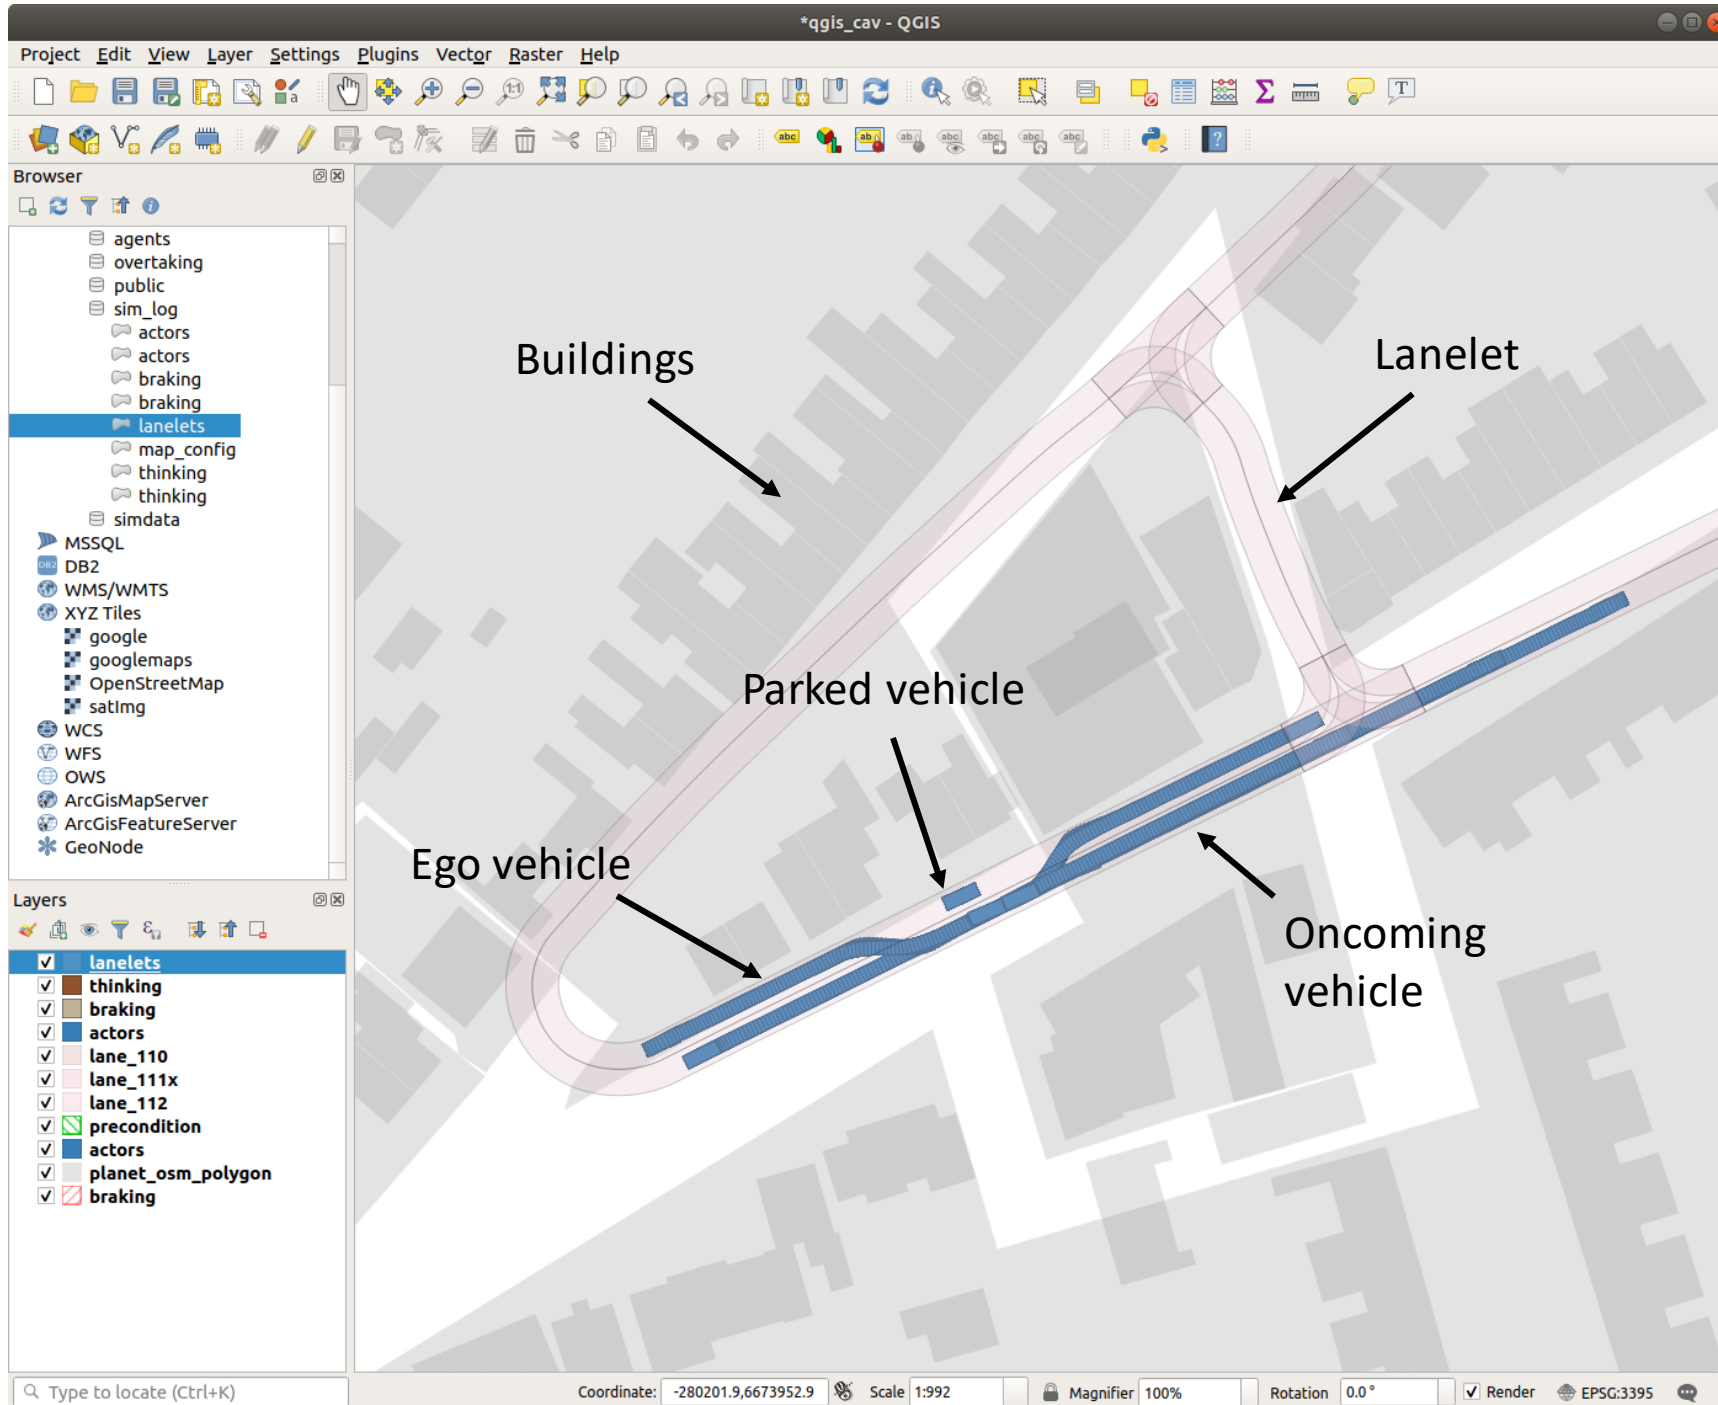 *qgis_cav - QGIS
Project Edit View Layer Settings Plugins Vector Raster Help
Browser
agents
overtaking
public
sim_log
actors
actors
braking
braking
lanelets
map_config
thinking
thinking
simdata
MSSQL
DB2
WMS/WMTS
XYZ Tiles
google
googlemaps
OpenStreetMap
satImg
WCS
WFS
OWS
ArcGisMapServer
ArcGisFeatureServer
GeoNode
Layers
lanelets
thinking
braking
actors
lane_110
lane_111x
lane_112
precondition
actors
planet_osm_polygon
braking
Buildings
Lanelet
Parked vehicle
Ego vehicle
Oncoming
vehicle
Type to locate (Ctrl+K)
Coordinate: -280201.9,6673952.9 Scale 1:992 Magnifier 100% Rotation 0.0 ° Render EPSG:3395